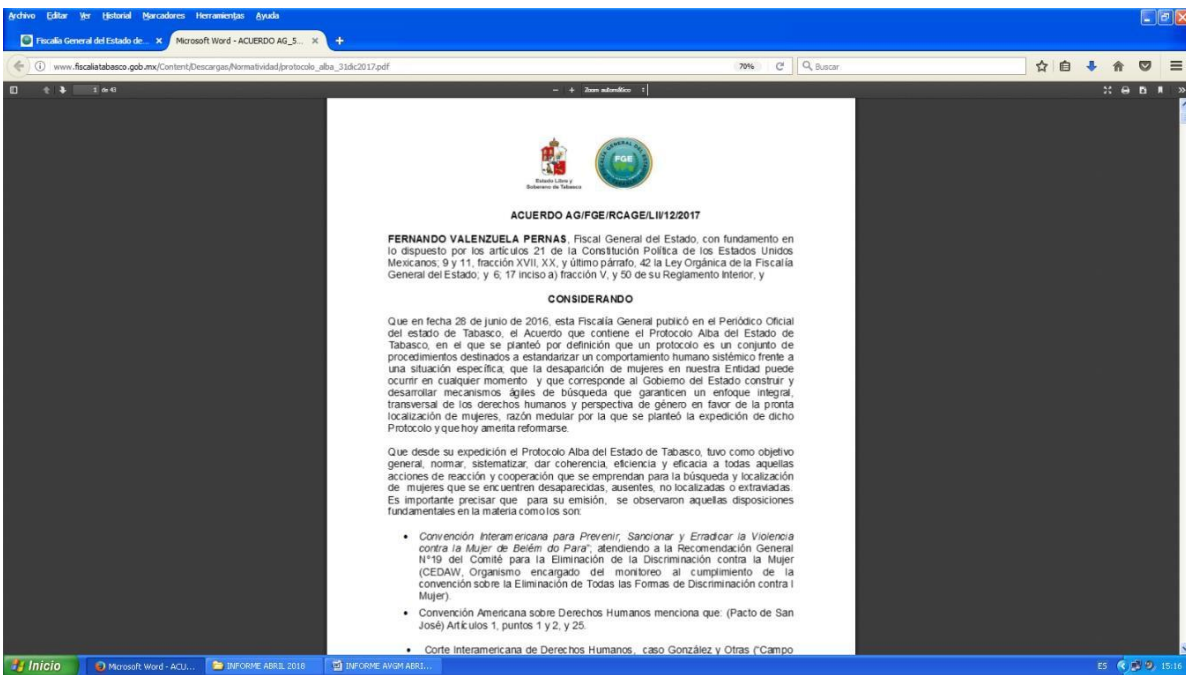 Archivo Editar Ver Historial Marcadores Herramientas Ayuda
Fiscalía General del Estado de... × Microsoft Word - ACUERDO AG_5... × +
www.fiscaliatabasco.gob.mx/Content/Descargas/Normatividad/protocolo_alba_31dic2017.pdf 70% Buscar
1 de 43 − + Zoom automático
Estado Libre y
Soberano de Tabasco
FISCALÍA GENERAL DEL ESTADO
FGE
TABASCO
ACUERDO AG/FGE/RCAGE/LII/12/2017
FERNANDO VALENZUELA PERNAS, Fiscal General del Estado, con fundamento en
lo dispuesto por los artículos 21 de la Constitución Política de los Estados Unidos
Mexicanos; 9 y 11, fracción XVII, XX, y último párrafo, 42 la Ley Orgánica de la Fiscalía
General del Estado; y 6; 17 inciso a) fracción V, y 50 de su Reglamento Interior, y
CONSIDERANDO
Que en fecha 28 de junio de 2016, esta Fiscalía General publicó en el Periódico Oficial
del estado de Tabasco, el Acuerdo que contiene el Protocolo Alba del Estado de
Tabasco, en el que se planteó por definición que un protocolo es un conjunto de
procedimientos destinados a estandarizar un comportamiento humano sistémico frente a
una situación específica; que la desaparición de mujeres en nuestra Entidad puede
ocurrir en cualquier momento y que corresponde al Gobierno del Estado construir y
desarrollar mecanismos ágiles de búsqueda que garanticen un enfoque integral,
transversal de los derechos humanos y perspectiva de género en favor de la pronta
localización de mujeres, razón medular por la que se planteó la expedición de dicho
Protocolo y que hoy amerita reformarse.
Que desde su expedición el Protocolo Alba del Estado de Tabasco, tuvo como objetivo
general, normar, sistematizar, dar coherencia, eficiencia y eficacia a todas aquellas
acciones de reacción y cooperación que se emprendan para la búsqueda y localización
de mujeres que se encuentren desaparecidas, ausentes, no localizadas o extraviadas.
Es importante precisar que para su emisión, se observaron aquellas disposiciones
fundamentales en la materia como los son:
• Convención Interamericana para Prevenir, Sancionar y Erradicar la Violencia
contra la Mujer de Belém do Para"; atendiendo a la Recomendación General
N°19 del Comité para la Eliminación de la Discriminación contra la Mujer
(CEDAW, Organismo encargado del monitoreo al cumplimiento de la
convención sobre la Eliminación de Todas las Formas de Discriminación contra l
Mujer).
• Convención Americana sobre Derechos Humanos menciona que: (Pacto de San
José) Artículos 1, puntos 1 y 2, y 25.
• Corte Interamericana de Derechos Humanos, caso González y Otras ("Campo
Inicio Microsoft Word - ACU... INFORME ABRIL 2018 INFORME AVGM ABRI... ES 15:16